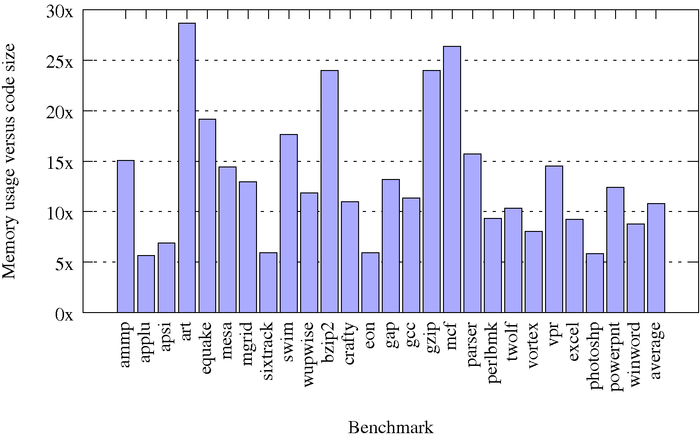 30x
25x
20x
15x
10x
5x
0x
Memory usage versus code size
ammp
applu
apsi
art
equake
mesa
mgrid
sixtrack
swim
wupwise
bzip2
crafty
eon
gap
gcc
gzip
mcf
parser
perlbmk
twolf
vortex
vpr
excel
photoshp
powerpnt
winword
average
Benchmark